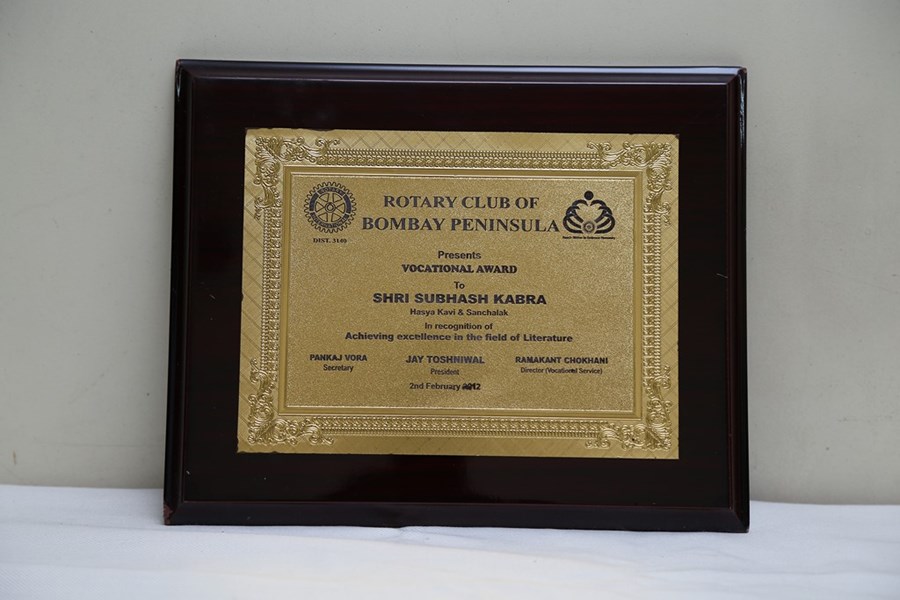 ROTARY CLUB OF
BOMBAY PENINSULA
DIST. 3140
Presents
VOCATIONAL AWARD
To
SHRI SUBHASH KABRA
Hasya Kavi & Sanchalak
In recognition of
Achieving excellence in the field of Literature
PANKAJ VORA
Secretary
JAY TOSHNIWAL
President
RAMAKANT CHOKHANI
Director (Vocational Service)
2nd February 2012